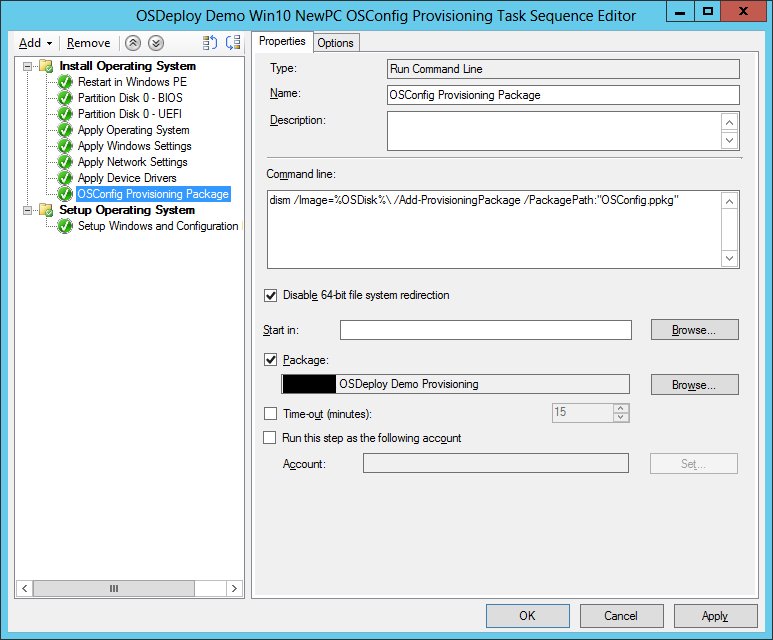 OSDeploy Demo Win10 NewPC OSConfig Provisioning Task Sequence Editor
Add
Remove
Install Operating System
Restart in Windows PE
Partition Disk 0 - BIOS
Partition Disk 0 - UEFI
Apply Operating System
Apply Windows Settings
Apply Network Settings
Apply Device Drivers
OSConfig Provisioning Package
Setup Operating System
Setup Windows and Configuration
Properties
Options
Type:
Run Command Line
Name:
OSConfig Provisioning Package
Description:
Command line:
dism /Image=%OSDisk%\ /Add-ProvisioningPackage /PackagePath:"OSConfig.ppkg"
Disable 64-bit file system redirection
Start in:
Browse...
Package:
OSDeploy Demo Provisioning
Browse...
Time-out (minutes):
15
Run this step as the following account
Account:
Set...
OK
Cancel
Apply